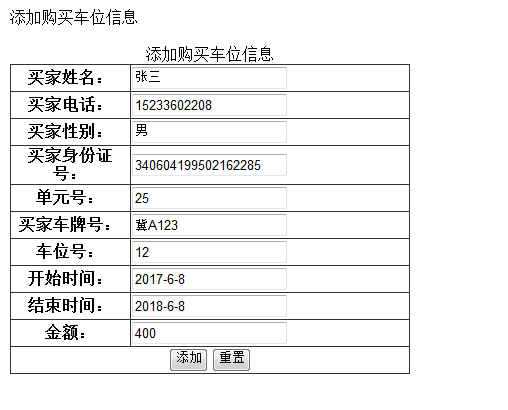 添加购买车位信息
添加购买车位信息
买家姓名： 张三
买家电话： 15233602208
买家性别： 男
买家身份证
号： 340604199502162285
单元号： 25
买家车牌号： 冀A123
车位号： 12
开始时间： 2017-6-8
结束时间： 2018-6-8
金额： 400
添加 重置